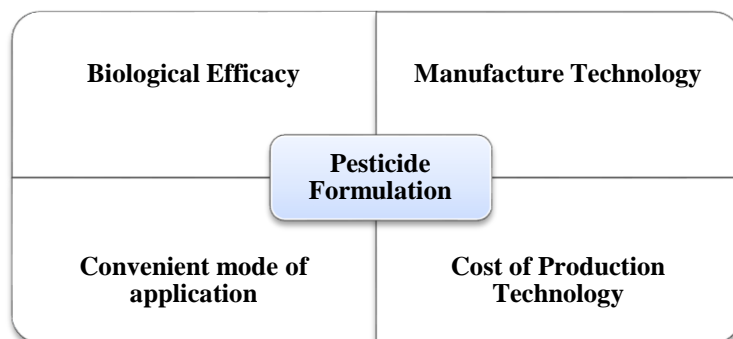 Biological Efficacy
Manufacture Technology
Pesticide
Formulation
Convenient mode of
application
Cost of Production
Technology